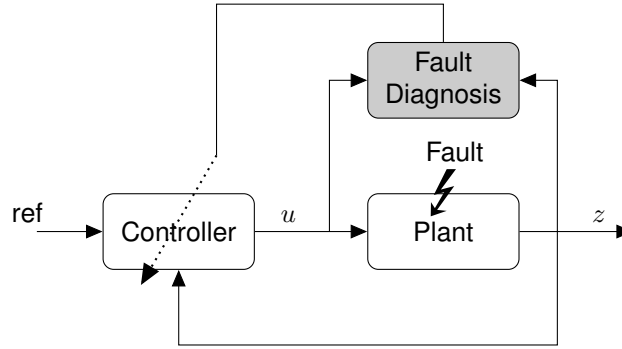 Fault
Diagnosis
Fault
ref
Controller
u
Plant
z